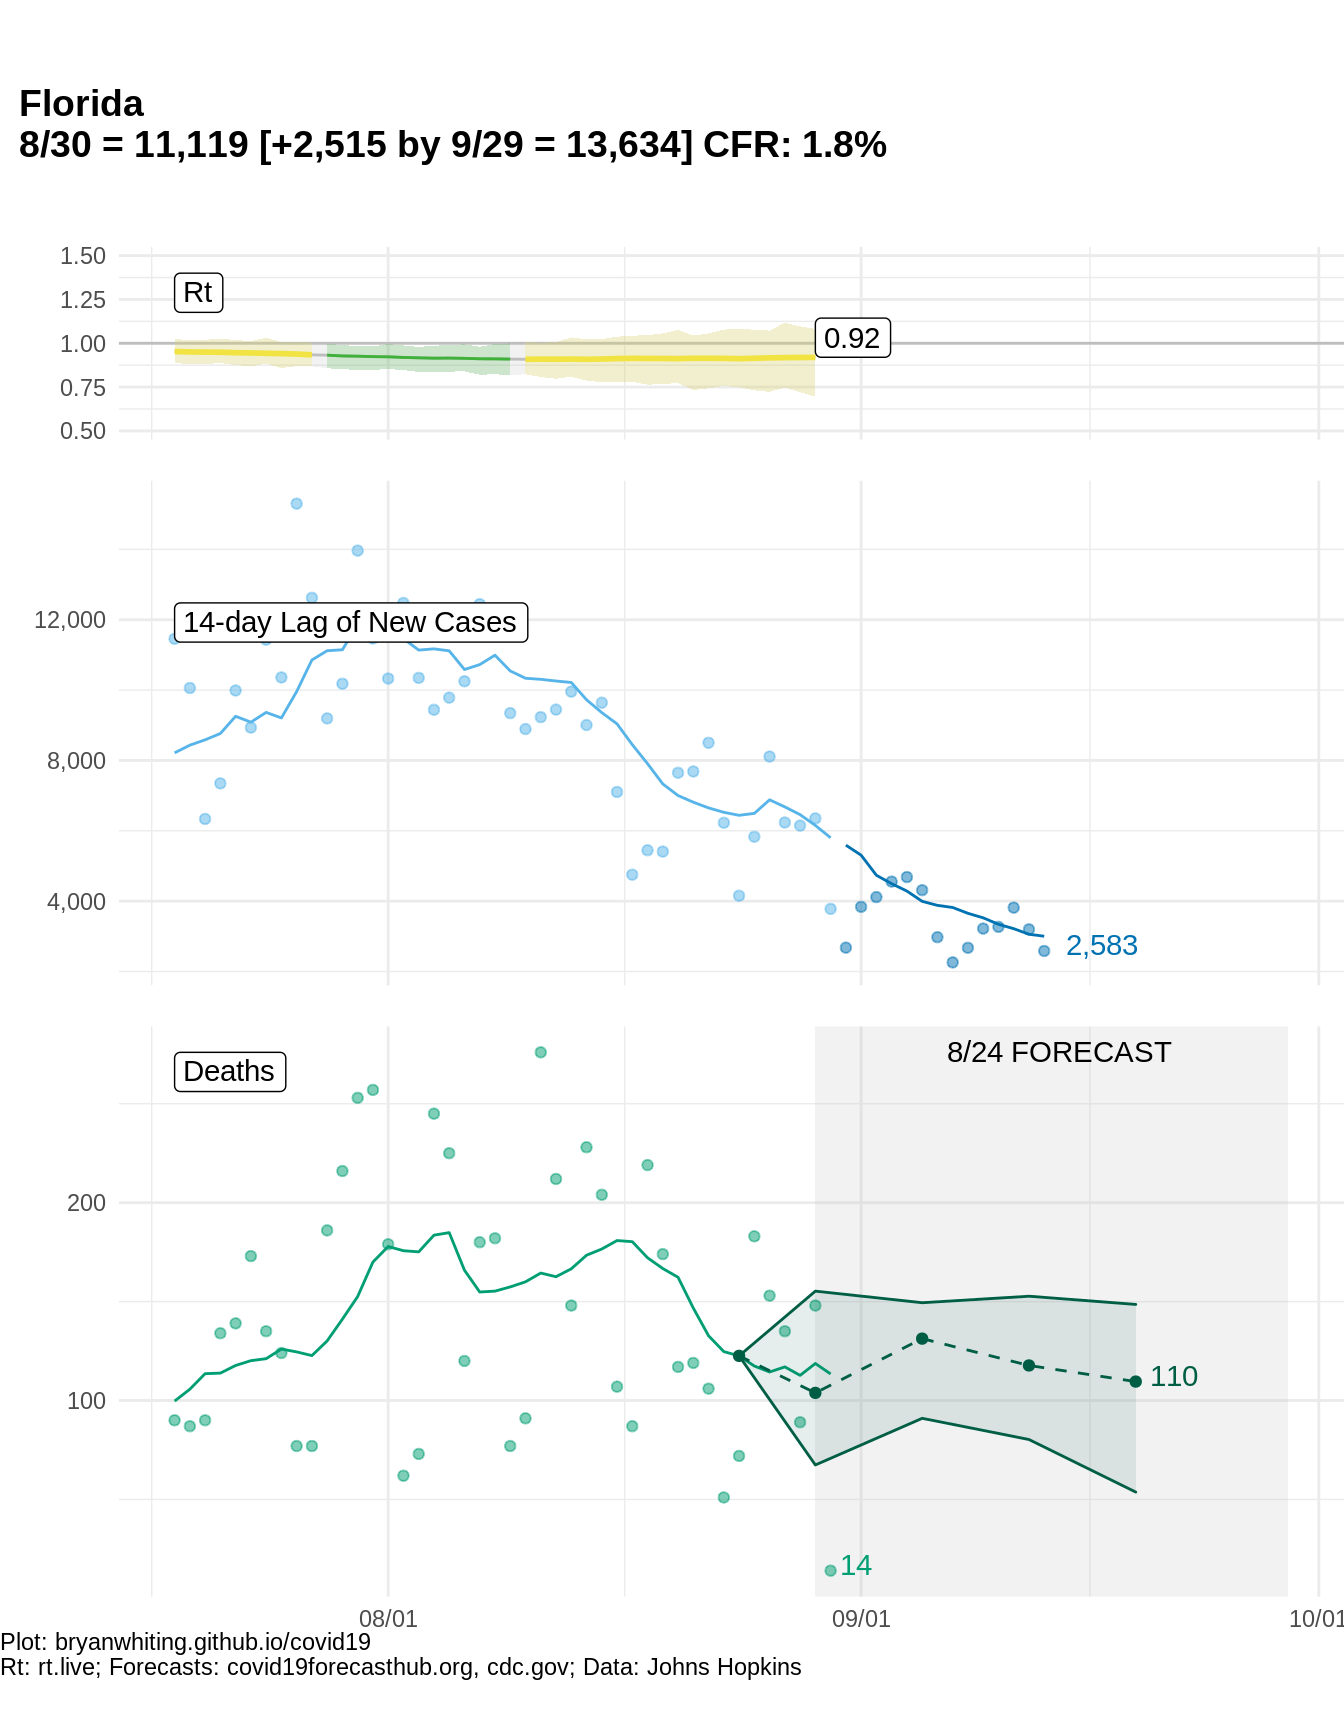 Florida
8/30 = 11,119 [+2,515 by 9/29 = 13,634] CFR: 1.8%
1.50
1.25
1.00
0.75
0.50
Rt
0.92
12,000
8,000
4,000
14-day Lag of New Cases
2,583
200
100
Deaths
8/24 FORECAST
110
14
08/01
09/01
10/01
Plot: bryanwhiting.github.io/covid19
Rt: rt.live; Forecasts: covid19forecasthub.org, cdc.gov; Data: Johns Hopkins